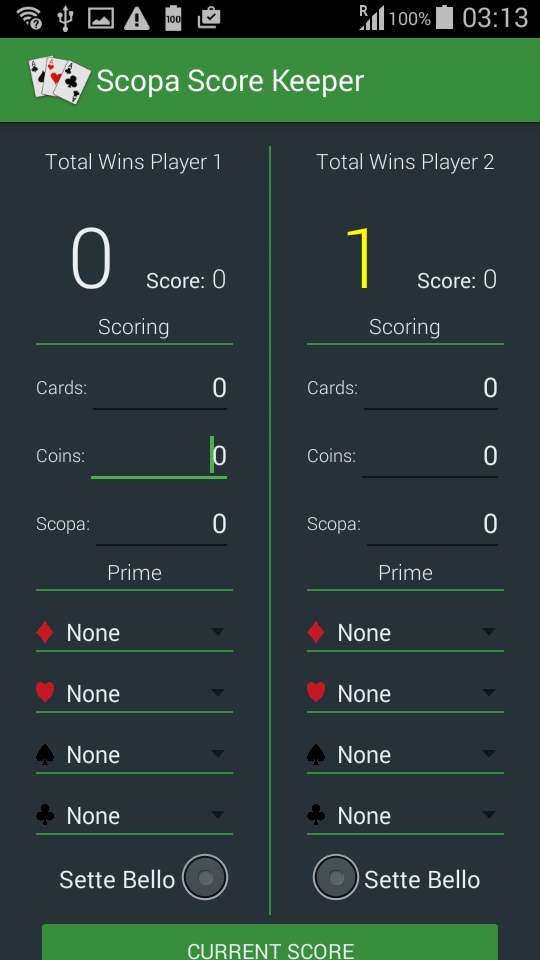 R 100% 03:13
100
Scopa Score Keeper
Total Wins Player 1
0
Score: 0
Scoring
Cards: 0
Coins: 0
Scopa: 0
Prime
None
None
None
None
Sette Bello
Total Wins Player 2
1
Score: 0
Scoring
Cards: 0
Coins: 0
Scopa: 0
Prime
None
None
None
None
Sette Bello
CURRENT SCORE